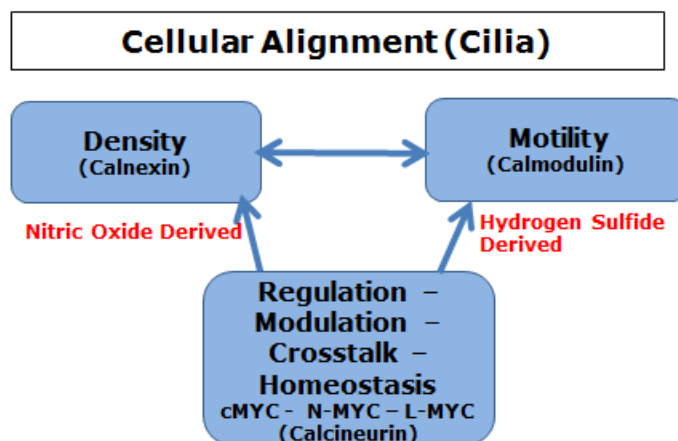 Cellular Alignment (Cilia)
Density
(Calnexin)
Motility
(Calmodulin)
Nitric Oxide Derived
Hydrogen Sulfide
Derived
Regulation –
Modulation –
Crosstalk –
Homeostasis
cMYC - N-MYC – L-MYC
(Calcineurin)